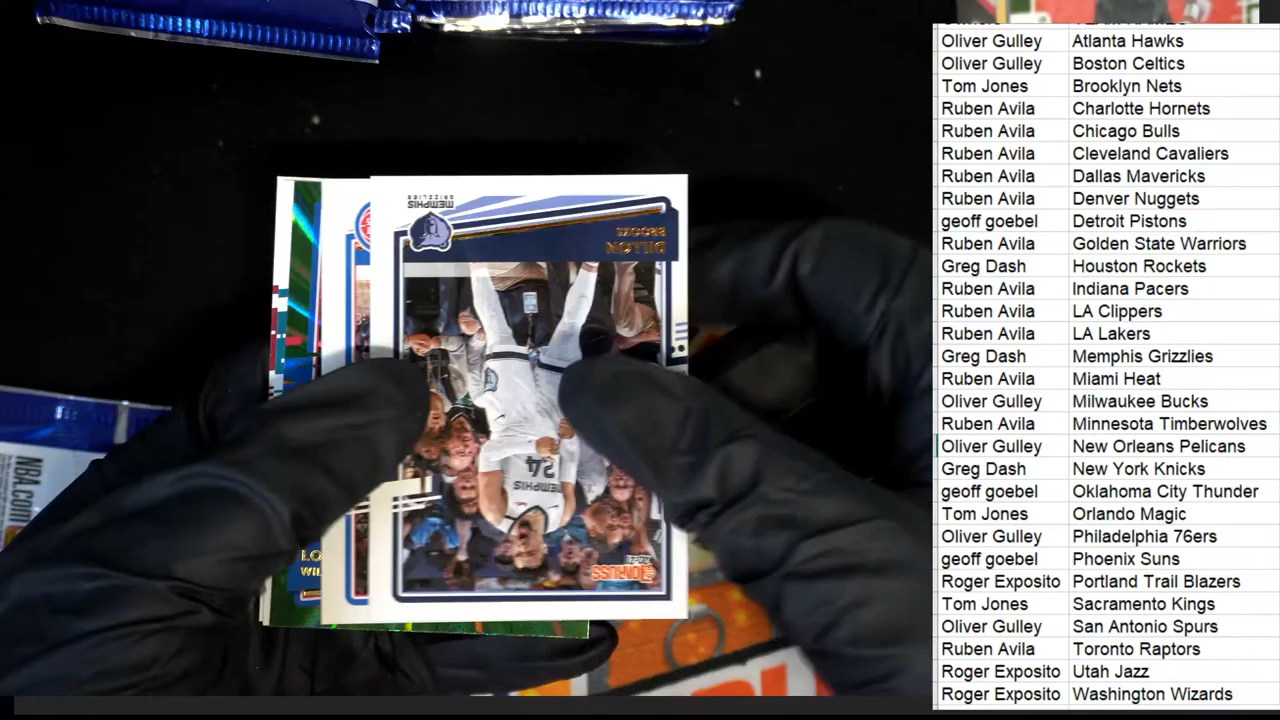 MEMPHIS
GRIZZLIES
DILLON
BROOKS
MEMPHIS
24
DONRUSS
LO
WIL
NBA.COM
Oliver Gulley Atlanta Hawks
Oliver Gulley Boston Celtics
Tom Jones Brooklyn Nets
Ruben Avila Charlotte Hornets
Ruben Avila Chicago Bulls
Ruben Avila Cleveland Cavaliers
Ruben Avila Dallas Mavericks
Ruben Avila Denver Nuggets
geoff goebel Detroit Pistons
Ruben Avila Golden State Warriors
Greg Dash Houston Rockets
Ruben Avila Indiana Pacers
Ruben Avila LA Clippers
Ruben Avila LA Lakers
Greg Dash Memphis Grizzlies
Ruben Avila Miami Heat
Oliver Gulley Milwaukee Bucks
Ruben Avila Minnesota Timberwolves
Oliver Gulley New Orleans Pelicans
Greg Dash New York Knicks
geoff goebel Oklahoma City Thunder
Tom Jones Orlando Magic
Oliver Gulley Philadelphia 76ers
geoff goebel Phoenix Suns
Roger Exposito Portland Trail Blazers
Tom Jones Sacramento Kings
Oliver Gulley San Antonio Spurs
Ruben Avila Toronto Raptors
Roger Exposito Utah Jazz
Roger Exposito Washington Wizards